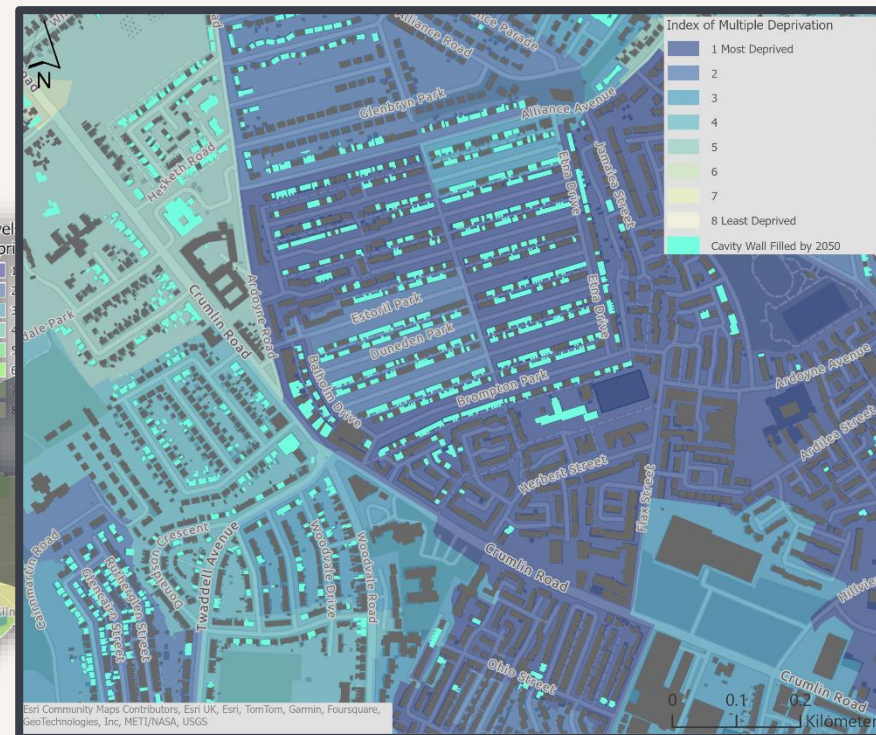 N
Index of Multiple Deprivation
1 Most Deprived
2
3
4
5
6
7
8 Least Deprived
Cavity Wall Filled by 2050
Alliance Road
Alliance Avenue
Glenbryn Park
Hesketh Road
Etna Drive
Jamaica Street
Ardoyne Road
Crumlin Road
Estoril Park
Duneden Park
Etna Drive
Balholm Drive
Brompton Park
Ardoyne Avenue
Ardilea Street
Herbert Street
Flax Street
Crumlin Road
Twaddell Avenue
Woodvale Drive
Woodvale Road
Glencairn Street
Ohio Street
Crumlin Road
0 0.1 0.2
Kilometer
Esri Community Maps Contributors, Esri UK, Esri, TomTom, Garmin, Foursquare,
GeoTechnologies, Inc, METI/NASA, USGS